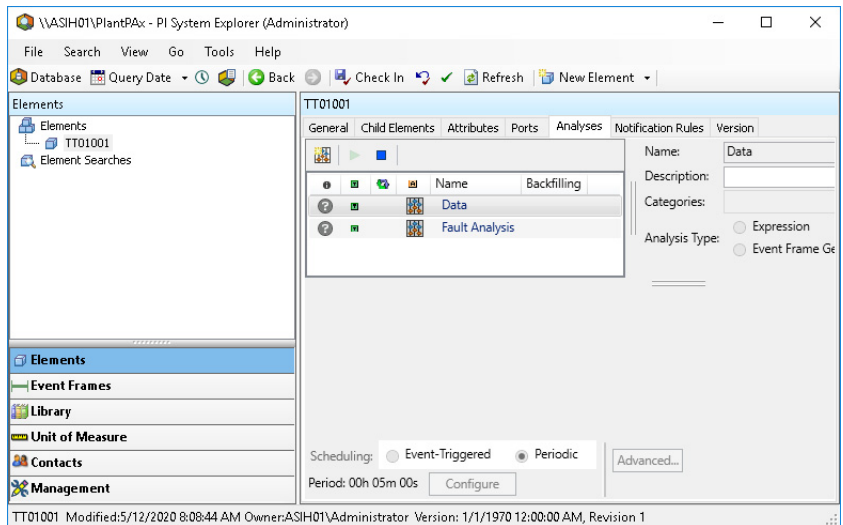 \\ASIH01\PlantPAx - PI System Explorer (Administrator)
File Search View Go Tools Help
Database Query Date Back Check In Refresh New Element
Elements
Elements
TT01001
Element Searches
Elements
Event Frames
Library
Unit of Measure
Contacts
Management
TT01001
General Child Elements Attributes Ports Analyses Notification Rules Version
Name Backfilling
Data
Fault Analysis
Name: Data
Description:
Categories:
Analysis Type: Expression
Event Frame Ge
Scheduling: Event-Triggered Periodic
Advanced...
Period: 00h 05m 00s Configure
TT01001 Modified:5/12/2020 8:08:44 AM Owner:ASIH01\Administrator Version: 1/1/1970 12:00:00 AM, Revision 1